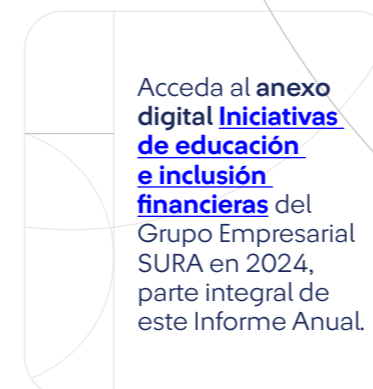 Acceda al anexo
digital Iniciativas
de educación
e inclusión
financieras del
Grupo Empresarial
SURA en 2024,
parte integral de
este Informe Anual.